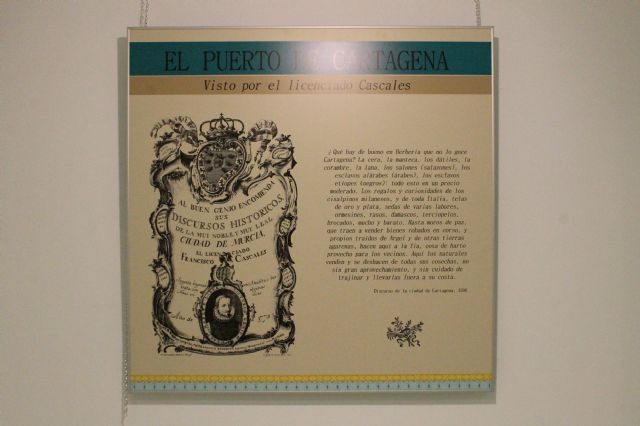 EL PUERTO DE CARTAGENA
Visto por el licenciado Cascales
AL BUEN GENIO ENCOMIENDA
SUS
DISCURSOS HISTORICOS
DE LA MUI NOBLE Y MUI LEAL
CIUDAD DE MURCIA
EL LICENCIADO
FRANCISCO CASCALES
Año de
¿Qué hay de bueno en Berbería que no lo goce
Cartagena? La cera, la manteca, los dátiles, la
corambre, la lana, los salones (salazones), los
esclavos alárabes (árabes), los esclavos
etíopes (negros); todo esto en un precio
moderado. Los regalos y curiosidades de los
cisalpinos milaneses, y de toda Italia, telas
de oro y plata, sedas de varias labores,
ormesines, rasos, damascos, terciopelos,
brocados, mucho y barato. Hasta moros de paz,
que traen a vender bienes robados en corso, y
propios traídos de Argel y de otras tierras
agarenas, hacen aquí a la fía, cosa de harto
provecho para los vecinos. Aquí los naturales
venden y se deshacen de todas sus cosechas, no
sin gran aprovechamiento, y sin cuidado de
trajinar y llevarlas fuera a su costa.
Discurso de la ciudad de Cartagena, 1598